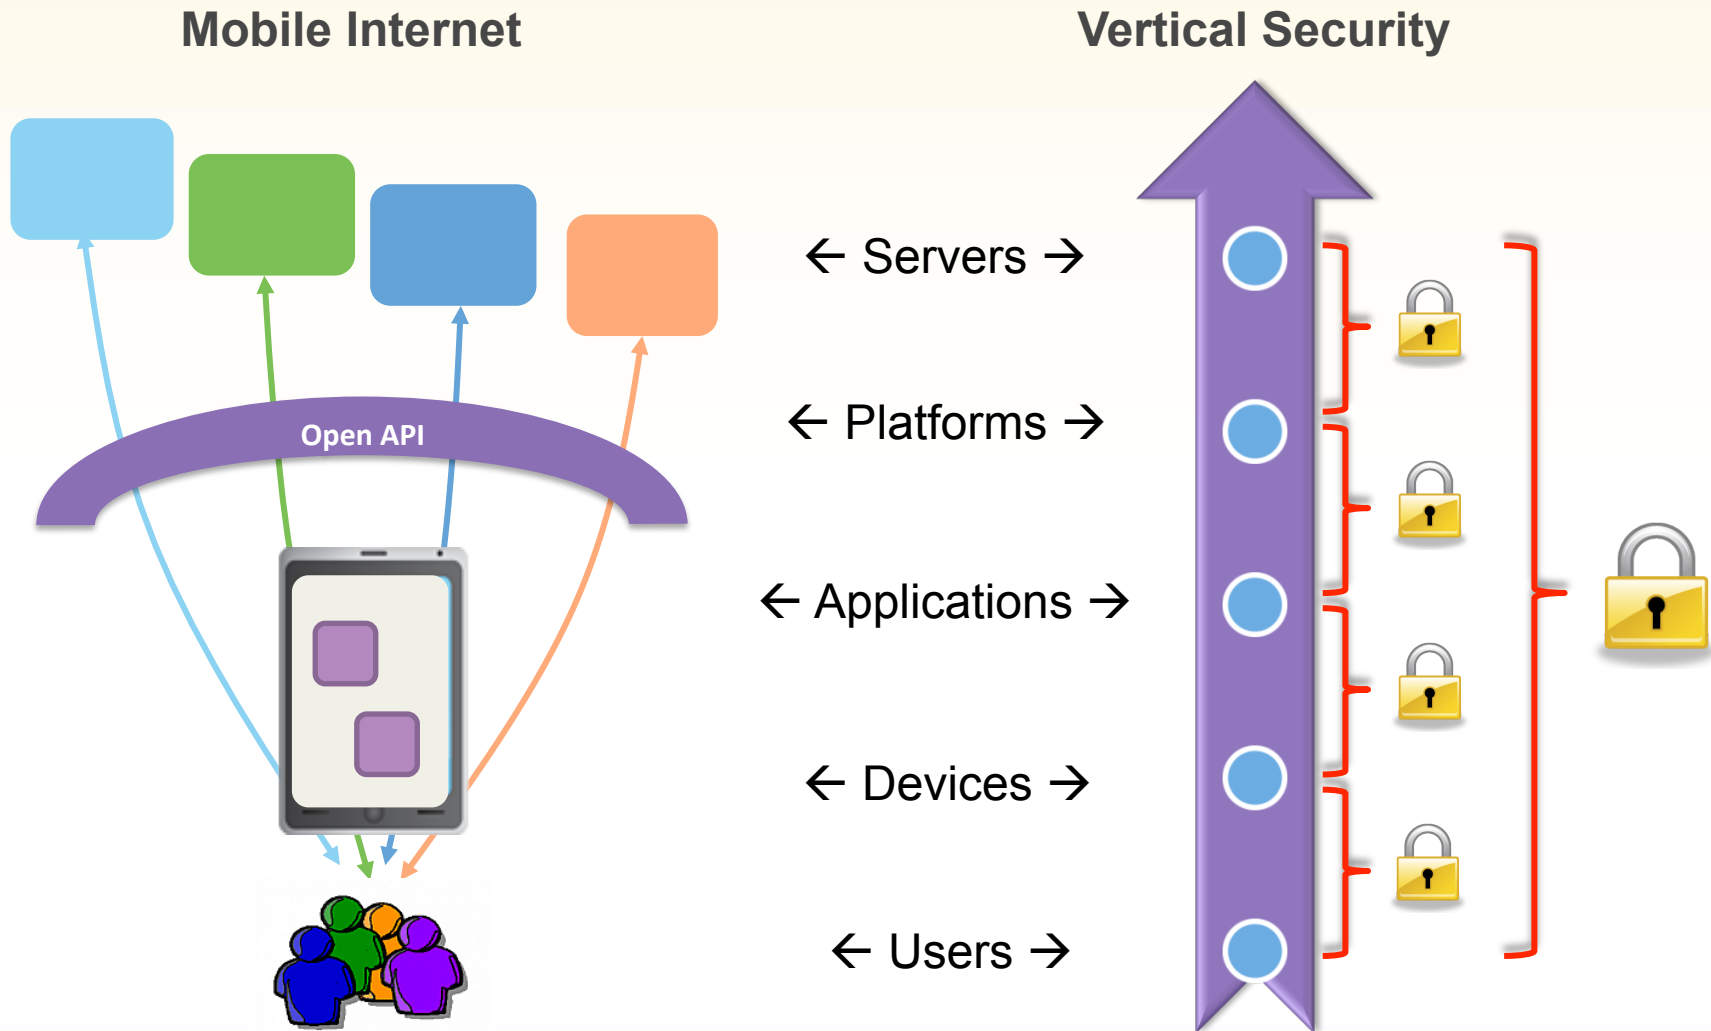 Mobile Internet
Vertical Security
← Servers →
Open API
← Platforms →
← Applications →
← Devices →
← Users →